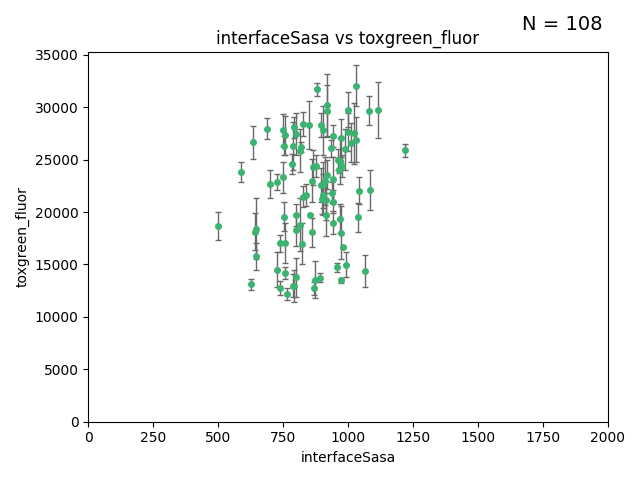 N = 108
interfaceSasa vs toxgreen_fluor
35000
30000
25000
20000
15000
10000
5000
0
toxgreen_fluor
0 250 500 750 1000 1250 1500 1750 2000
interfaceSasa